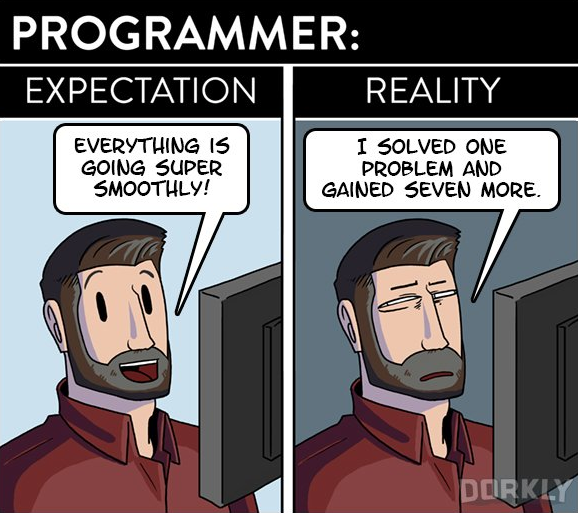 PROGRAMMER:
EXPECTATION
REALITY
EVERYTHING IS
GOING SUPER
SMOOTHLY!
I SOLVED ONE
PROBLEM AND
GAINED SEVEN MORE.
DORKLY